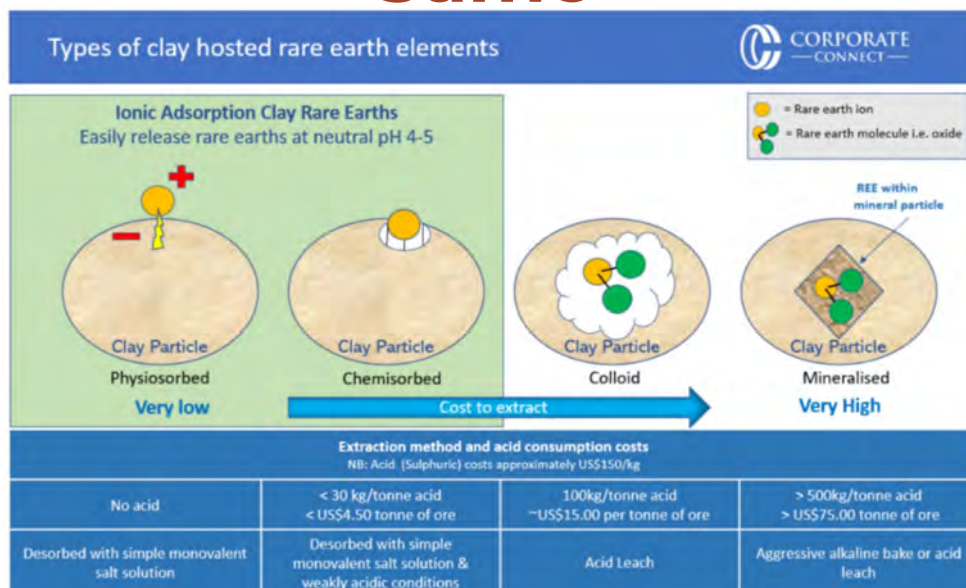 Types of clay hosted rare earth elements
CORPORATE
CONNECT
Ionic Adsorption Clay Rare Earths
Easily release rare earths at neutral pH 4-5
= Rare earth ion
= Rare earth molecule i.e. oxide
REE within
mineral particle
Clay Particle
Clay Particle
Clay Particle
Clay Particle
Physiosorbed
Chemisorbed
Colloid
Mineralised
Very low
Cost to extract
Very High
Extraction method and acid consumption costs
NB: Acid (Sulphuric) costs approximately US$150/kg
No acid
< 30 kg/tonne acid
< US$4.50 tonne of ore
100kg/tonne acid
~US$15.00 per tonne of ore
> 500kg/tonne acid
> US$75.00 tonne of ore
Desorbed with simple monovalent
salt solution
Desorbed with simple
monovalent salt solution &
weakly acidic conditions
Acid Leach
Aggressive alkaline bake or acid
leach